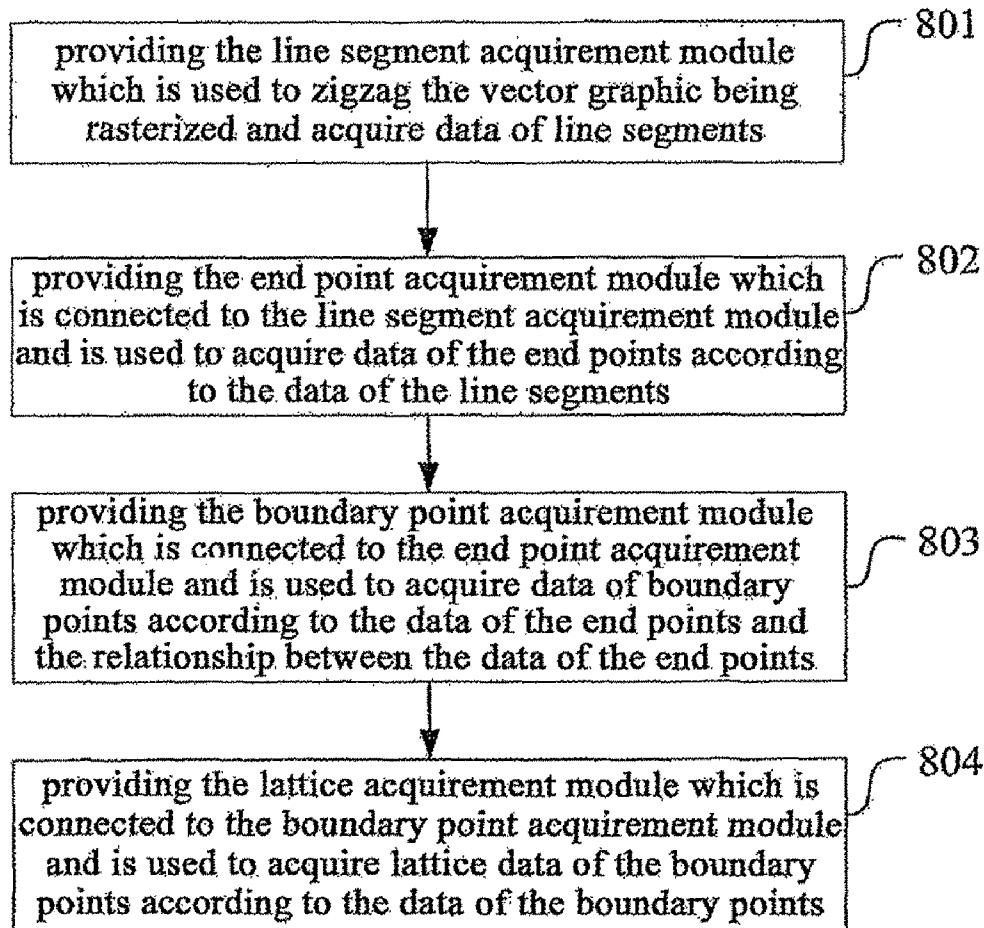 providing the line segment acquirement module
which is used to zigzag the vector graphic being
rasterized and acquire data of line segments
801
providing the end point acquirement module which
is connected to the line segment acquirement module
and is used to acquire data of the end points according
to the data of the line segments
802
providing the boundary point acquirement module
which is connected to the end point acquirement
module and is used to acquire data of boundary
points according to the data of the end points and
the relationship between the data of the end points
803
providing the lattice acquirement module which is
connected to the boundary point acquirement module
and is used to acquire lattice data of the boundary
points according to the data of the boundary points
804